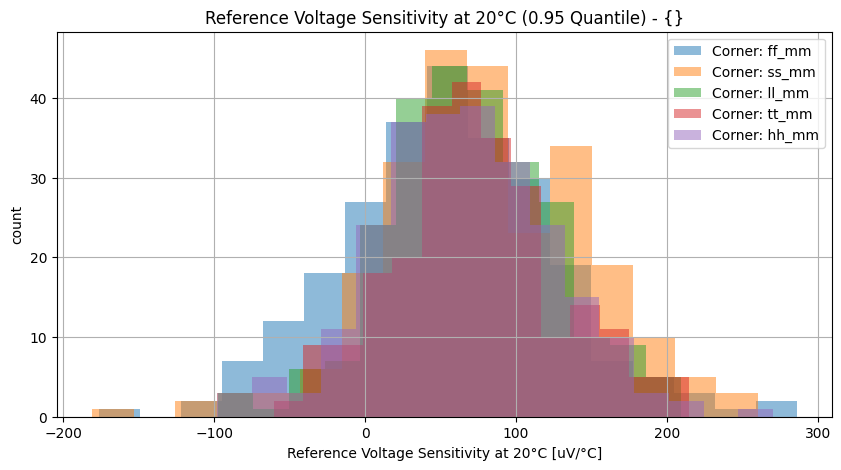 Reference Voltage Sensitivity at 20°C (0.95 Quantile) - {}
Corner: ff_mm
Corner: ss_mm
Corner: ll_mm
Corner: tt_mm
Corner: hh_mm
count
40
30
20
10
0
−200
−100
0
100
200
300
Reference Voltage Sensitivity at 20°C [uV/°C]